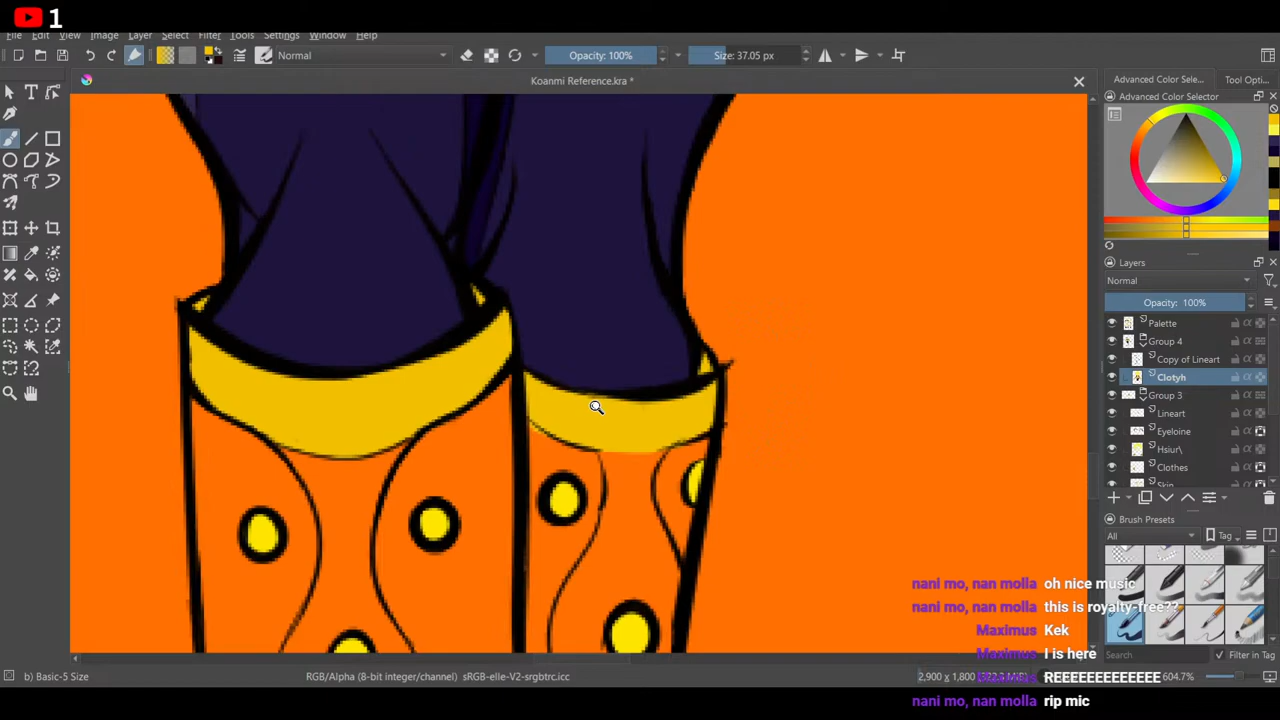 1
File Edit View Image Layer Select Filter Tools Settings Window Help
Normal Opacity: 100% Size: 37.05 px
Koanmi Reference.kra *
Advanced Color Sele... Tool Opti...
Advanced Color Selector
Layers
Normal
Opacity: 100%
Palette
Group 4
Copy of Lineart
Clotyh
Group 3
Lineart
Eyeloine
Hsiur\
Clothes
Skin
Brush Presets
All Tag
nani mo, nan molla oh nice music
nani mo, nan molla this is royalty-free??
Maximus Kek
Maximus I is here
Search Filter in Tag
Maximus REEEEEEEEEEEEE
b) Basic-5 Size RGB/Alpha (8-bit integer/channel) sRGB-elle-V2-srgbtrc.icc 2,900 x 1,800 604.7%
nani mo, nan molla rip mic